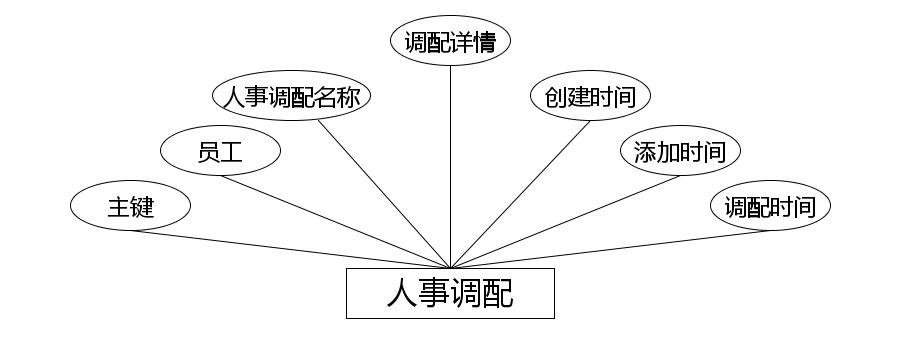 调配详情
人事调配名称
创建时间
员工
添加时间
主键
调配时间
人事调配